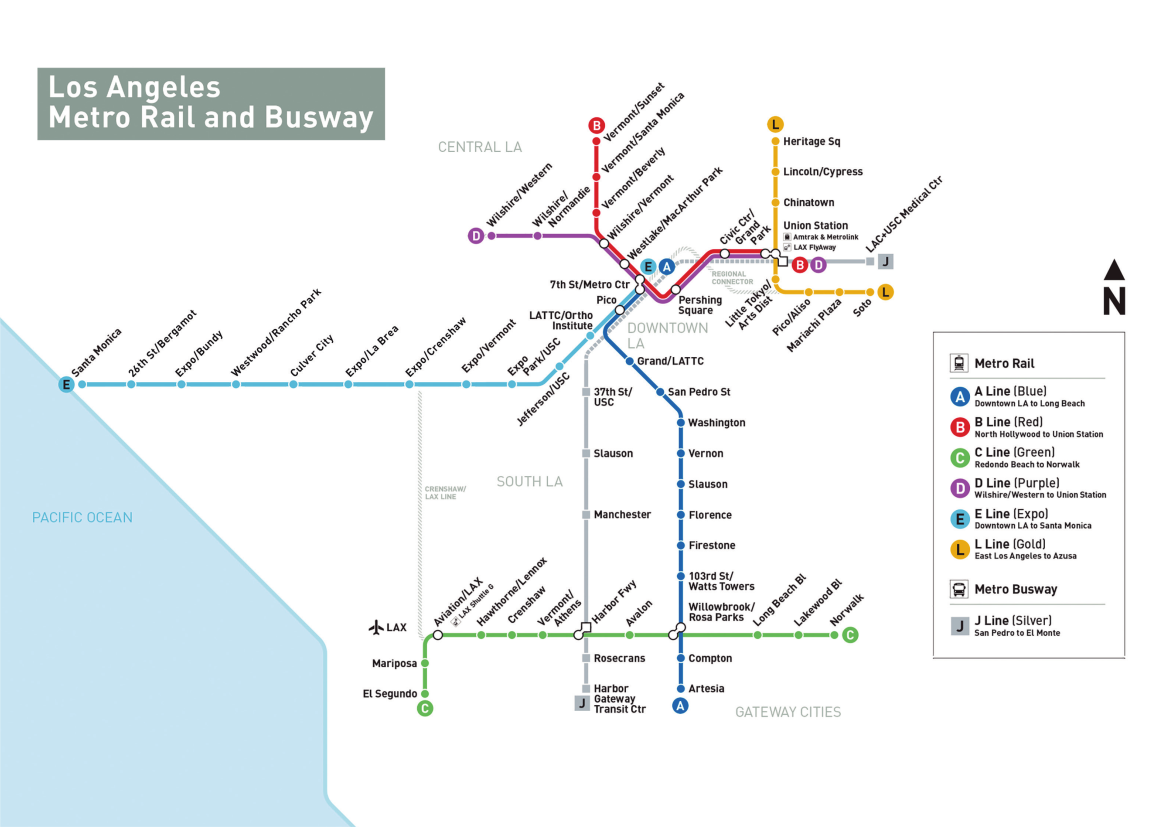 Los Angeles
Metro Rail and Busway
CENTRAL LA
B
Vermont/Sunset
Vermont/Santa Monica
Vermont/Beverly
Wilshire/Vermont
Westlake/MacArthur Park
D
Wilshire/Western
Wilshire/
Normandie
L
Heritage Sq
Lincoln/Cypress
Chinatown
Union Station
Amtrak & Metrolink
LAX FlyAway
Civic Ctr/
Grand
Park
LAC+USC Medical Ctr
B
D
J
E
A
REGIONAL
CONNECTOR
7th St/Metro Ctr
Pico
Pershing
Square
Little Tokyo/
Arts Dist
Pico/Aliso
Mariachi Plaza
Soto
L
LATTC/Ortho
Institute
DOWNTOWN
LA
E
Santa Monica
26th St/Bergamot
Expo/Bundy
Westwood/Rancho Park
Culver City
Expo/La Brea
Expo/Crenshaw
Expo/Vermont
Expo
Park/USC
Jefferson/USC
Grand/LATTC
San Pedro St
Washington
Vernon
Slauson
Florence
Firestone
103rd St/
Watts Towers
Willowbrook/
Rosa Parks
Compton
Artesia
A
37th St/
USC
Slauson
Manchester
SOUTH LA
CRENSHAW/
LAX LINE
PACIFIC OCEAN
LAX
Aviation/LAX
LAX Shuttle G
Hawthorne/Lennox
Crenshaw
Vermont/
Athens
Harbor Fwy
Avalon
Long Beach Bl
Lakewood Bl
Norwalk
C
Mariposa
El Segundo
C
Rosecrans
Harbor
Gateway
Transit Ctr
J
GATEWAY CITIES
N
Metro Rail
A
A Line (Blue)
Downtown LA to Long Beach
B
B Line (Red)
North Hollywood to Union Station
C
C Line (Green)
Redondo Beach to Norwalk
D
D Line (Purple)
Wilshire/Western to Union Station
E
E Line (Expo)
Downtown LA to Santa Monica
L
L Line (Gold)
East Los Angeles to Azusa
Metro Busway
J
J Line (Silver)
San Pedro to El Monte